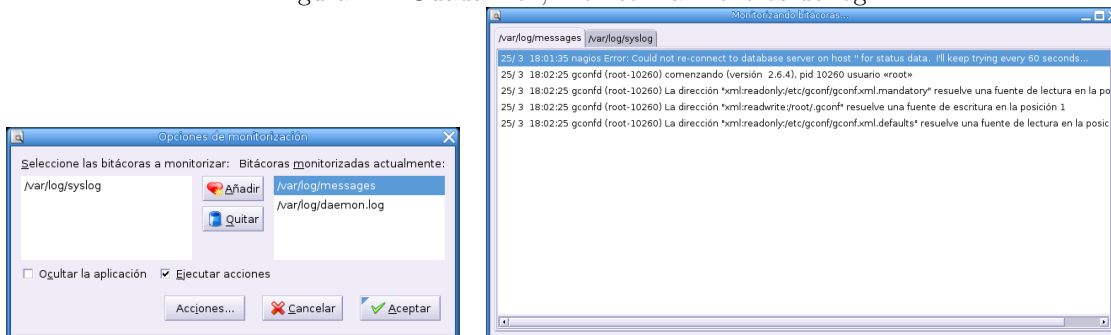 Monitorizando bitácoras...
/var/log/messages /var/log/syslog
25/ 3 18:01:35 nagios Error: Could not re-connect to database server on host '' for status data. I'll keep trying every 60 seconds...
25/ 3 18:02:25 gconfd (root-10260) comenzando (versión 2.6.4), pid 10260 usuario «root»
25/ 3 18:02:25 gconfd (root-10260) La dirección "xml:readonly:/etc/gconf/gconf.xml.mandatory" resuelve una fuente de lectura en la po
25/ 3 18:02:25 gconfd (root-10260) La dirección "xml:readwrite:/root/.gconf" resuelve una fuente de escritura en la posición 1
25/ 3 18:02:25 gconfd (root-10260) La dirección "xml:readonly:/etc/gconf/gconf.xml.defaults" resuelve una fuente de lectura en la posic
Opciones de monitorización
Seleccione las bitácoras a monitorizar: Bitácoras monitorizadas actualmente:
/var/log/syslog
Añadir
Quitar
/var/log/messages
/var/log/daemon.log
Ocultar la aplicación Ejecutar acciones
Acciones... Cancelar Aceptar